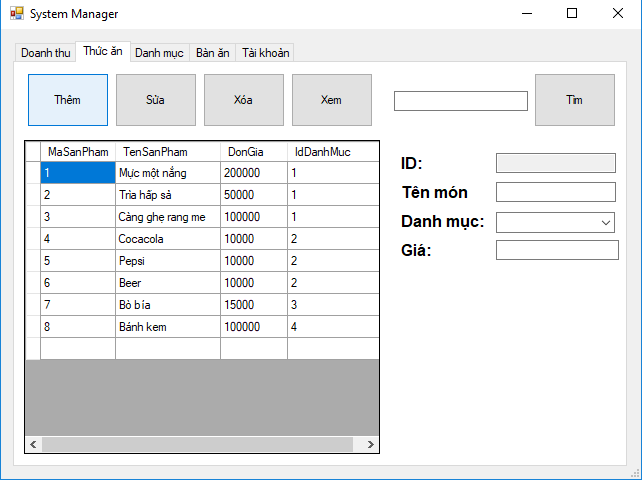 System Manager
Doanh thu Thức ăn Danh mục Bàn ăn Tài khoản
Thêm Sửa Xóa Xem Tìm
MaSanPham TenSanPham DonGia IdDanhMuc
1 Mực một nắng 200000 1
2 Trìa hấp sả 50000 1
3 Càng ghẹ rang me 100000 1
4 Cocacola 10000 2
5 Pepsi 10000 2
6 Beer 10000 2
7 Bò bía 15000 3
8 Bánh kem 100000 4
ID:
Tên món
Danh mục:
Giá: